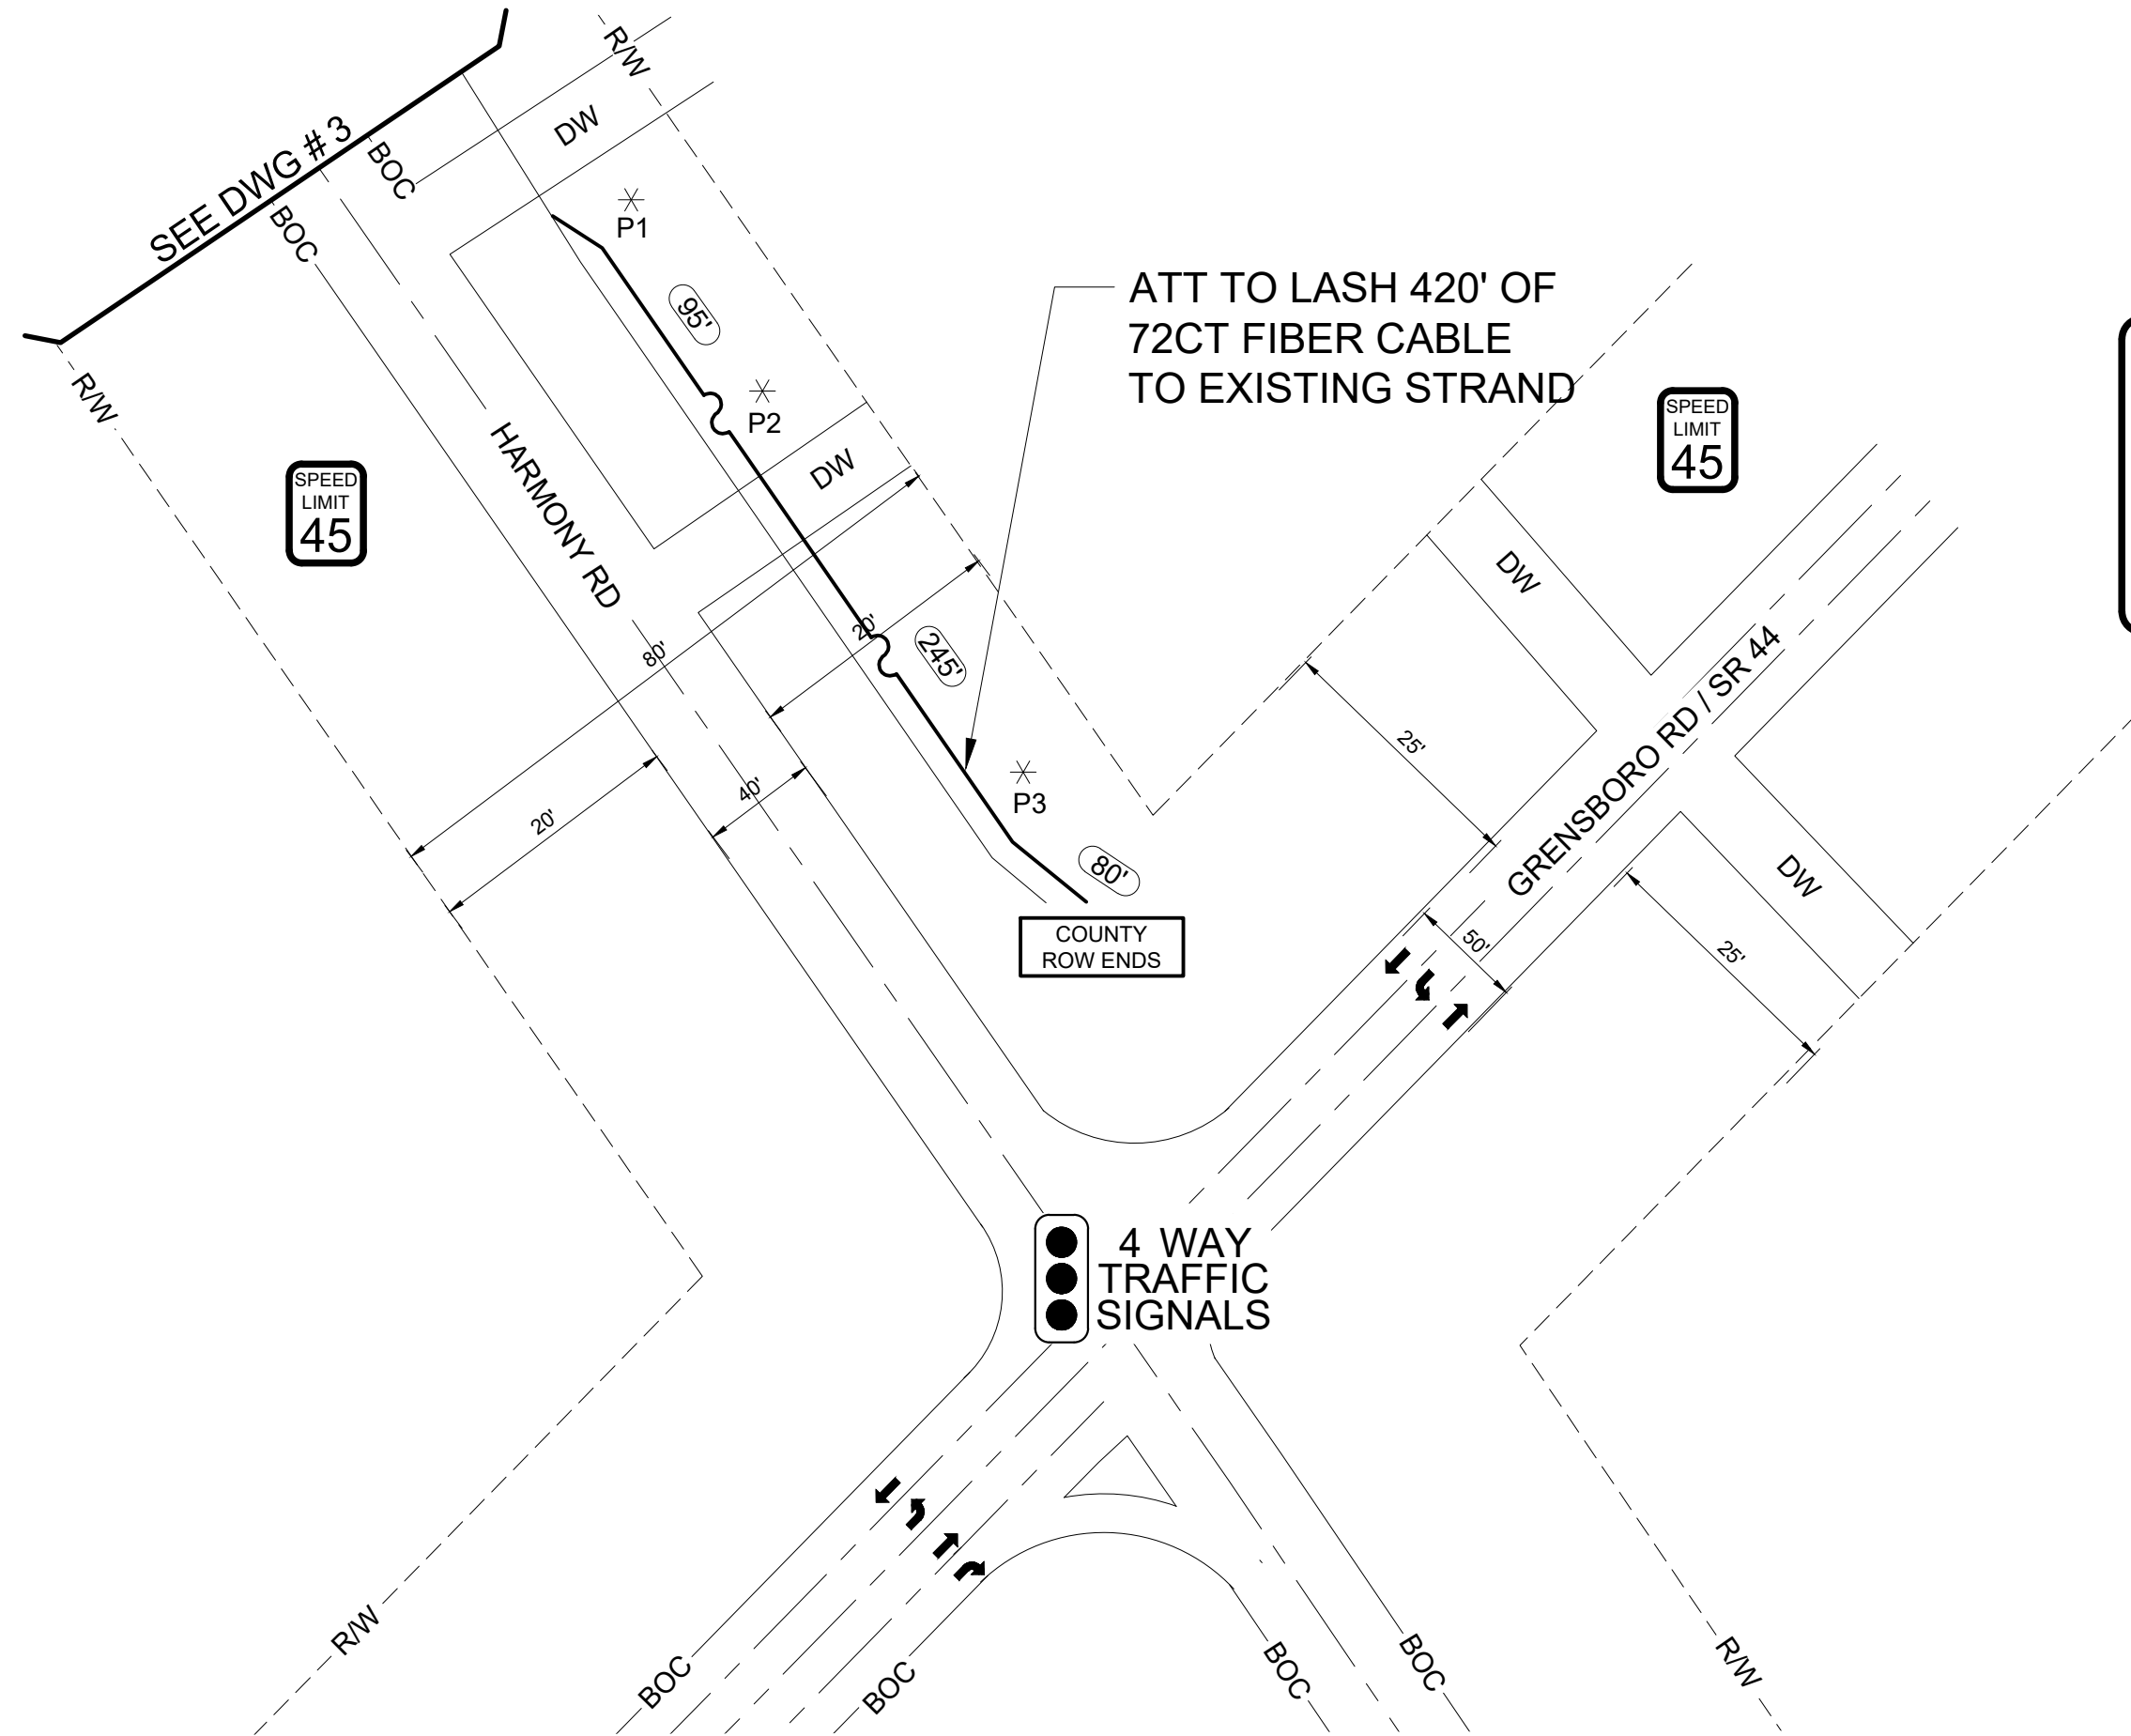 R/W
DW
SEE DWG # 3
BOC
BOC
P1
95'
ATT TO LASH 420' OF
72CT FIBER CABLE
TO EXISTING STRAND
R/W
P2
SPEED
LIMIT
45
SPEED
LIMIT
45
HARMONY RD
DW
DW
20'
80'
245'
GRENSBORO RD / SR 44
25'
40'
P3
20'
80'
DW
COUNTY
ROW ENDS
50'
25'
4 WAY
TRAFFIC
SIGNALS
R/W
BOC
BOC
BOC
BOC
R/W